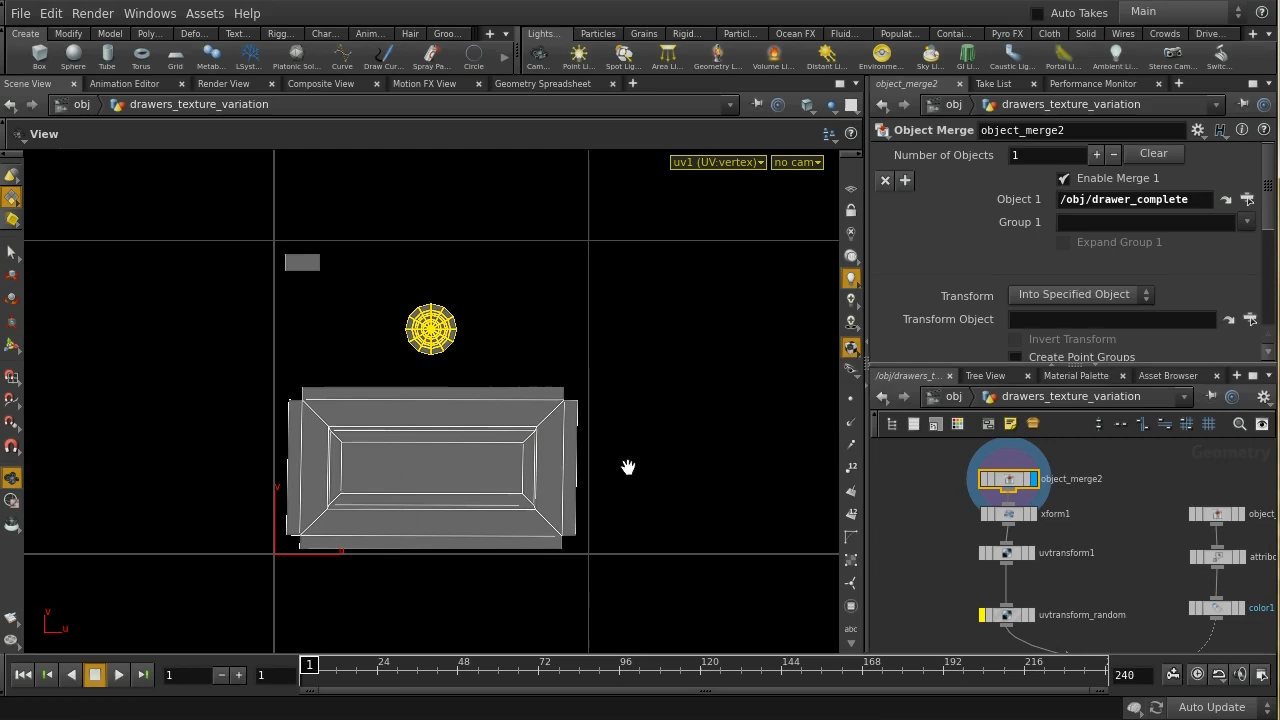 File Edit Render Windows Assets Help
Auto Takes Main
Create Modify Model Poly... Defo... Text... Rigg... Char... Anim... Hair Groo...
Lights... Particles Grains Rigid... Particl... Ocean FX Fluid... Populat... Contai... Pyro FX Cloth Solid Wires Crowds Drive...
Box Sphere Tube Torus Grid Metab... LSyst... Platonic Sol... Curve Draw Cur... Spray Pa... Circle
Cam... Point Li... Spot Lig... Area Li... Geometry L... Volume Li... Distant Li... Environme... Sky Li... GI Li... Caustic Lig... Portal Li... Ambient Li... Stereo Cam... Switc...
Scene View Animation Editor Render View Composite View Motion FX View Geometry Spreadsheet
object_merge2 Take List Performance Monitor
obj drawers_texture_variation
obj drawers_texture_variation
View
Object Merge object_merge2
Number of Objects 1 Clear
uv1 (UV:vertex) no cam
Enable Merge 1
Object 1 /obj/drawer_complete
Group 1
Expand Group 1
Transform Into Specified Object
Transform Object
Invert Transform
Create Point Groups
/obj/drawers_t... Tree View Material Palette Asset Browser
obj drawers_texture_variation
Geometry
object_merge2
xform1
object_
uvtransform1
attribc
uvtransform_random
color1
v
u
v
u
12
12
abc
1 24 48 72 96 120 144 168 192 216
1 1 240
Auto Update